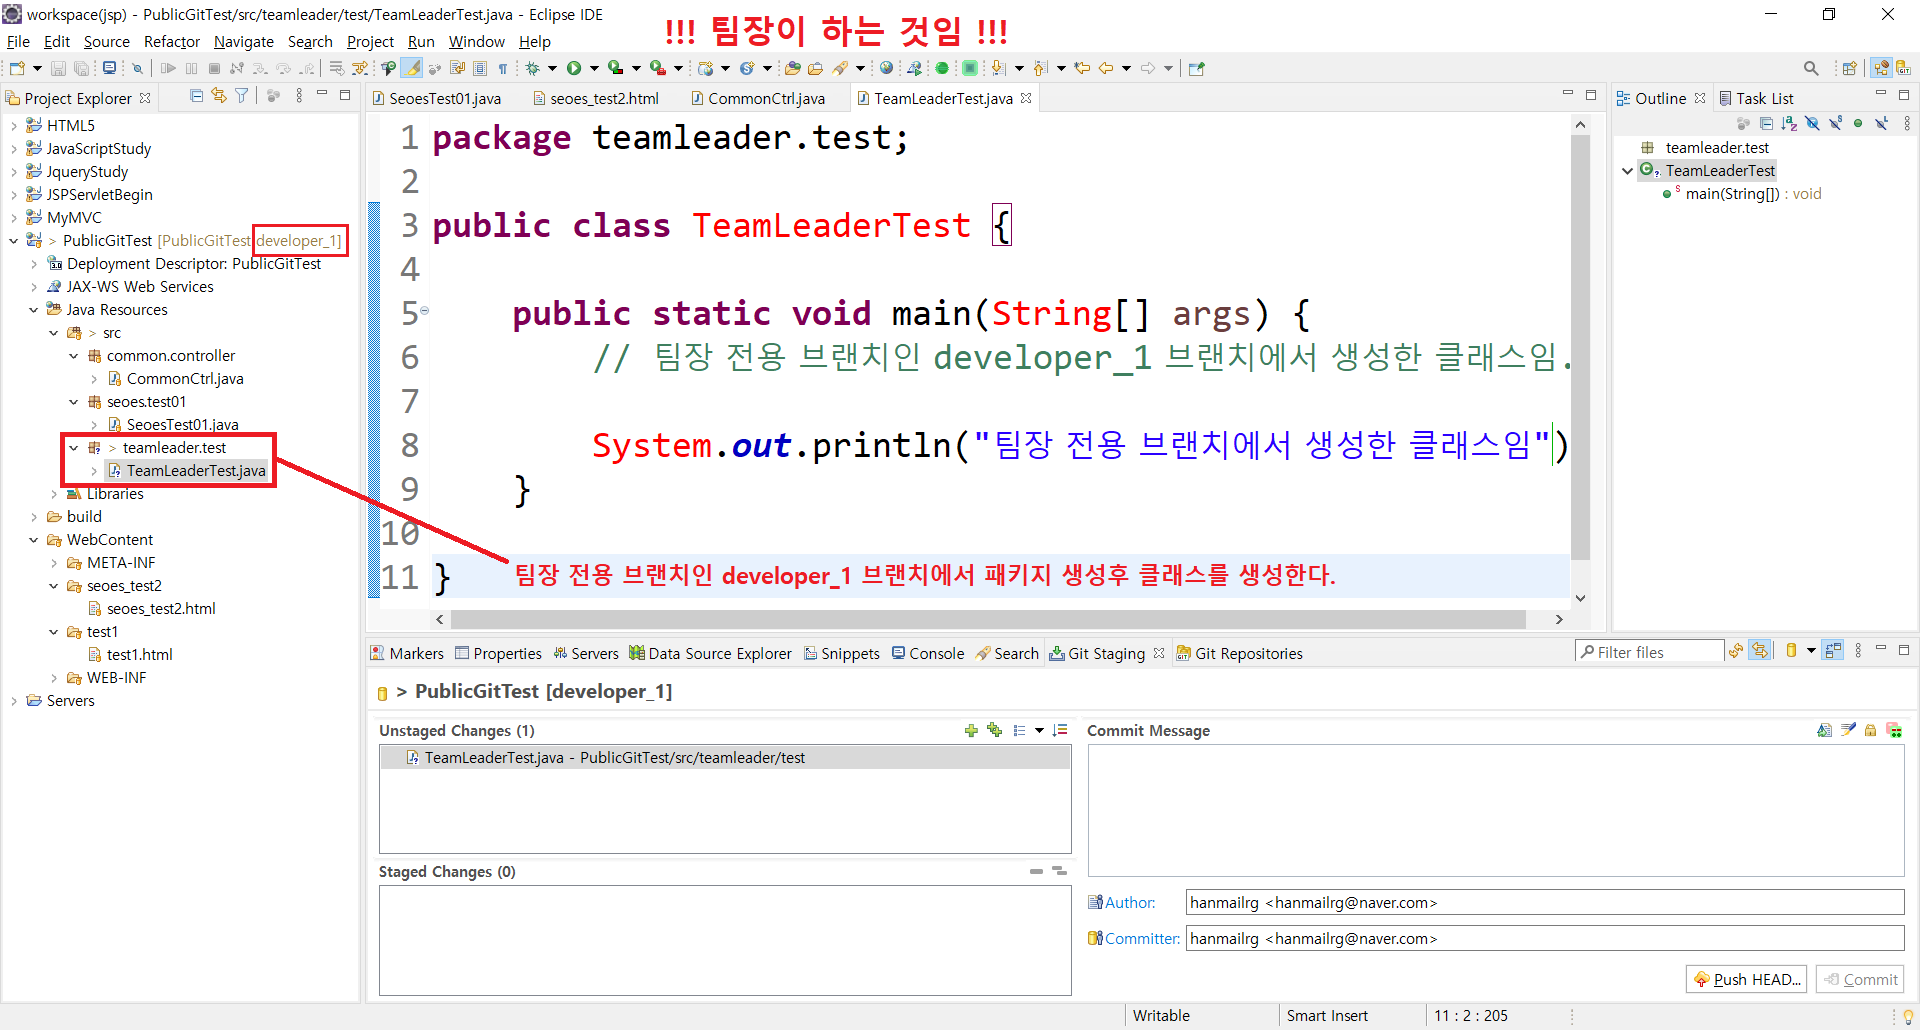 workspace(jsp) - PublicGitTest/src/teamleader/test/TeamLeaderTest.java - Eclipse IDE
!!! 팀장이 하는 것임 !!!
File Edit Source Refactor Navigate Search Project Run Window Help
Project Explorer
HTML5
JavaScriptStudy
JqueryStudy
JSPServletBegin
MyMVC
> PublicGitTest [PublicGitTest developer_1]
Deployment Descriptor: PublicGitTest
JAX-WS Web Services
Java Resources
> src
common.controller
CommonCtrl.java
seoes.test01
SeoesTest01.java
> teamleader.test
TeamLeaderTest.java
Libraries
build
WebContent
META-INF
seoes_test2
seoes_test2.html
test1
test1.html
WEB-INF
Servers
SeoesTest01.java seoes_test2.html CommonCtrl.java TeamLeaderTest.java
1 package teamleader.test;
2
3 public class TeamLeaderTest {
4
5 public static void main(String[] args) {
6 // 팀장 전용 브랜치인 developer_1 브랜치에서 생성한 클래스임.
7
8 System.out.println("팀장 전용 브랜치에서 생성한 클래스임")
9 }
10
11 }
팀장 전용 브랜치인 developer_1 브랜치에서 패키지 생성후 클래스를 생성한다.
Outline Task List
teamleader.test
TeamLeaderTest
main(String[]) : void
Markers Properties Servers Data Source Explorer Snippets Console Search Git Staging Git Repositories
Filter files
> PublicGitTest [developer_1]
Unstaged Changes (1)
TeamLeaderTest.java - PublicGitTest/src/teamleader/test
Staged Changes (0)
Commit Message
Author: hanmailrg <hanmailrg@naver.com>
Committer: hanmailrg <hanmailrg@naver.com>
Push HEAD... Commit
Writable Smart Insert 11 : 2 : 205